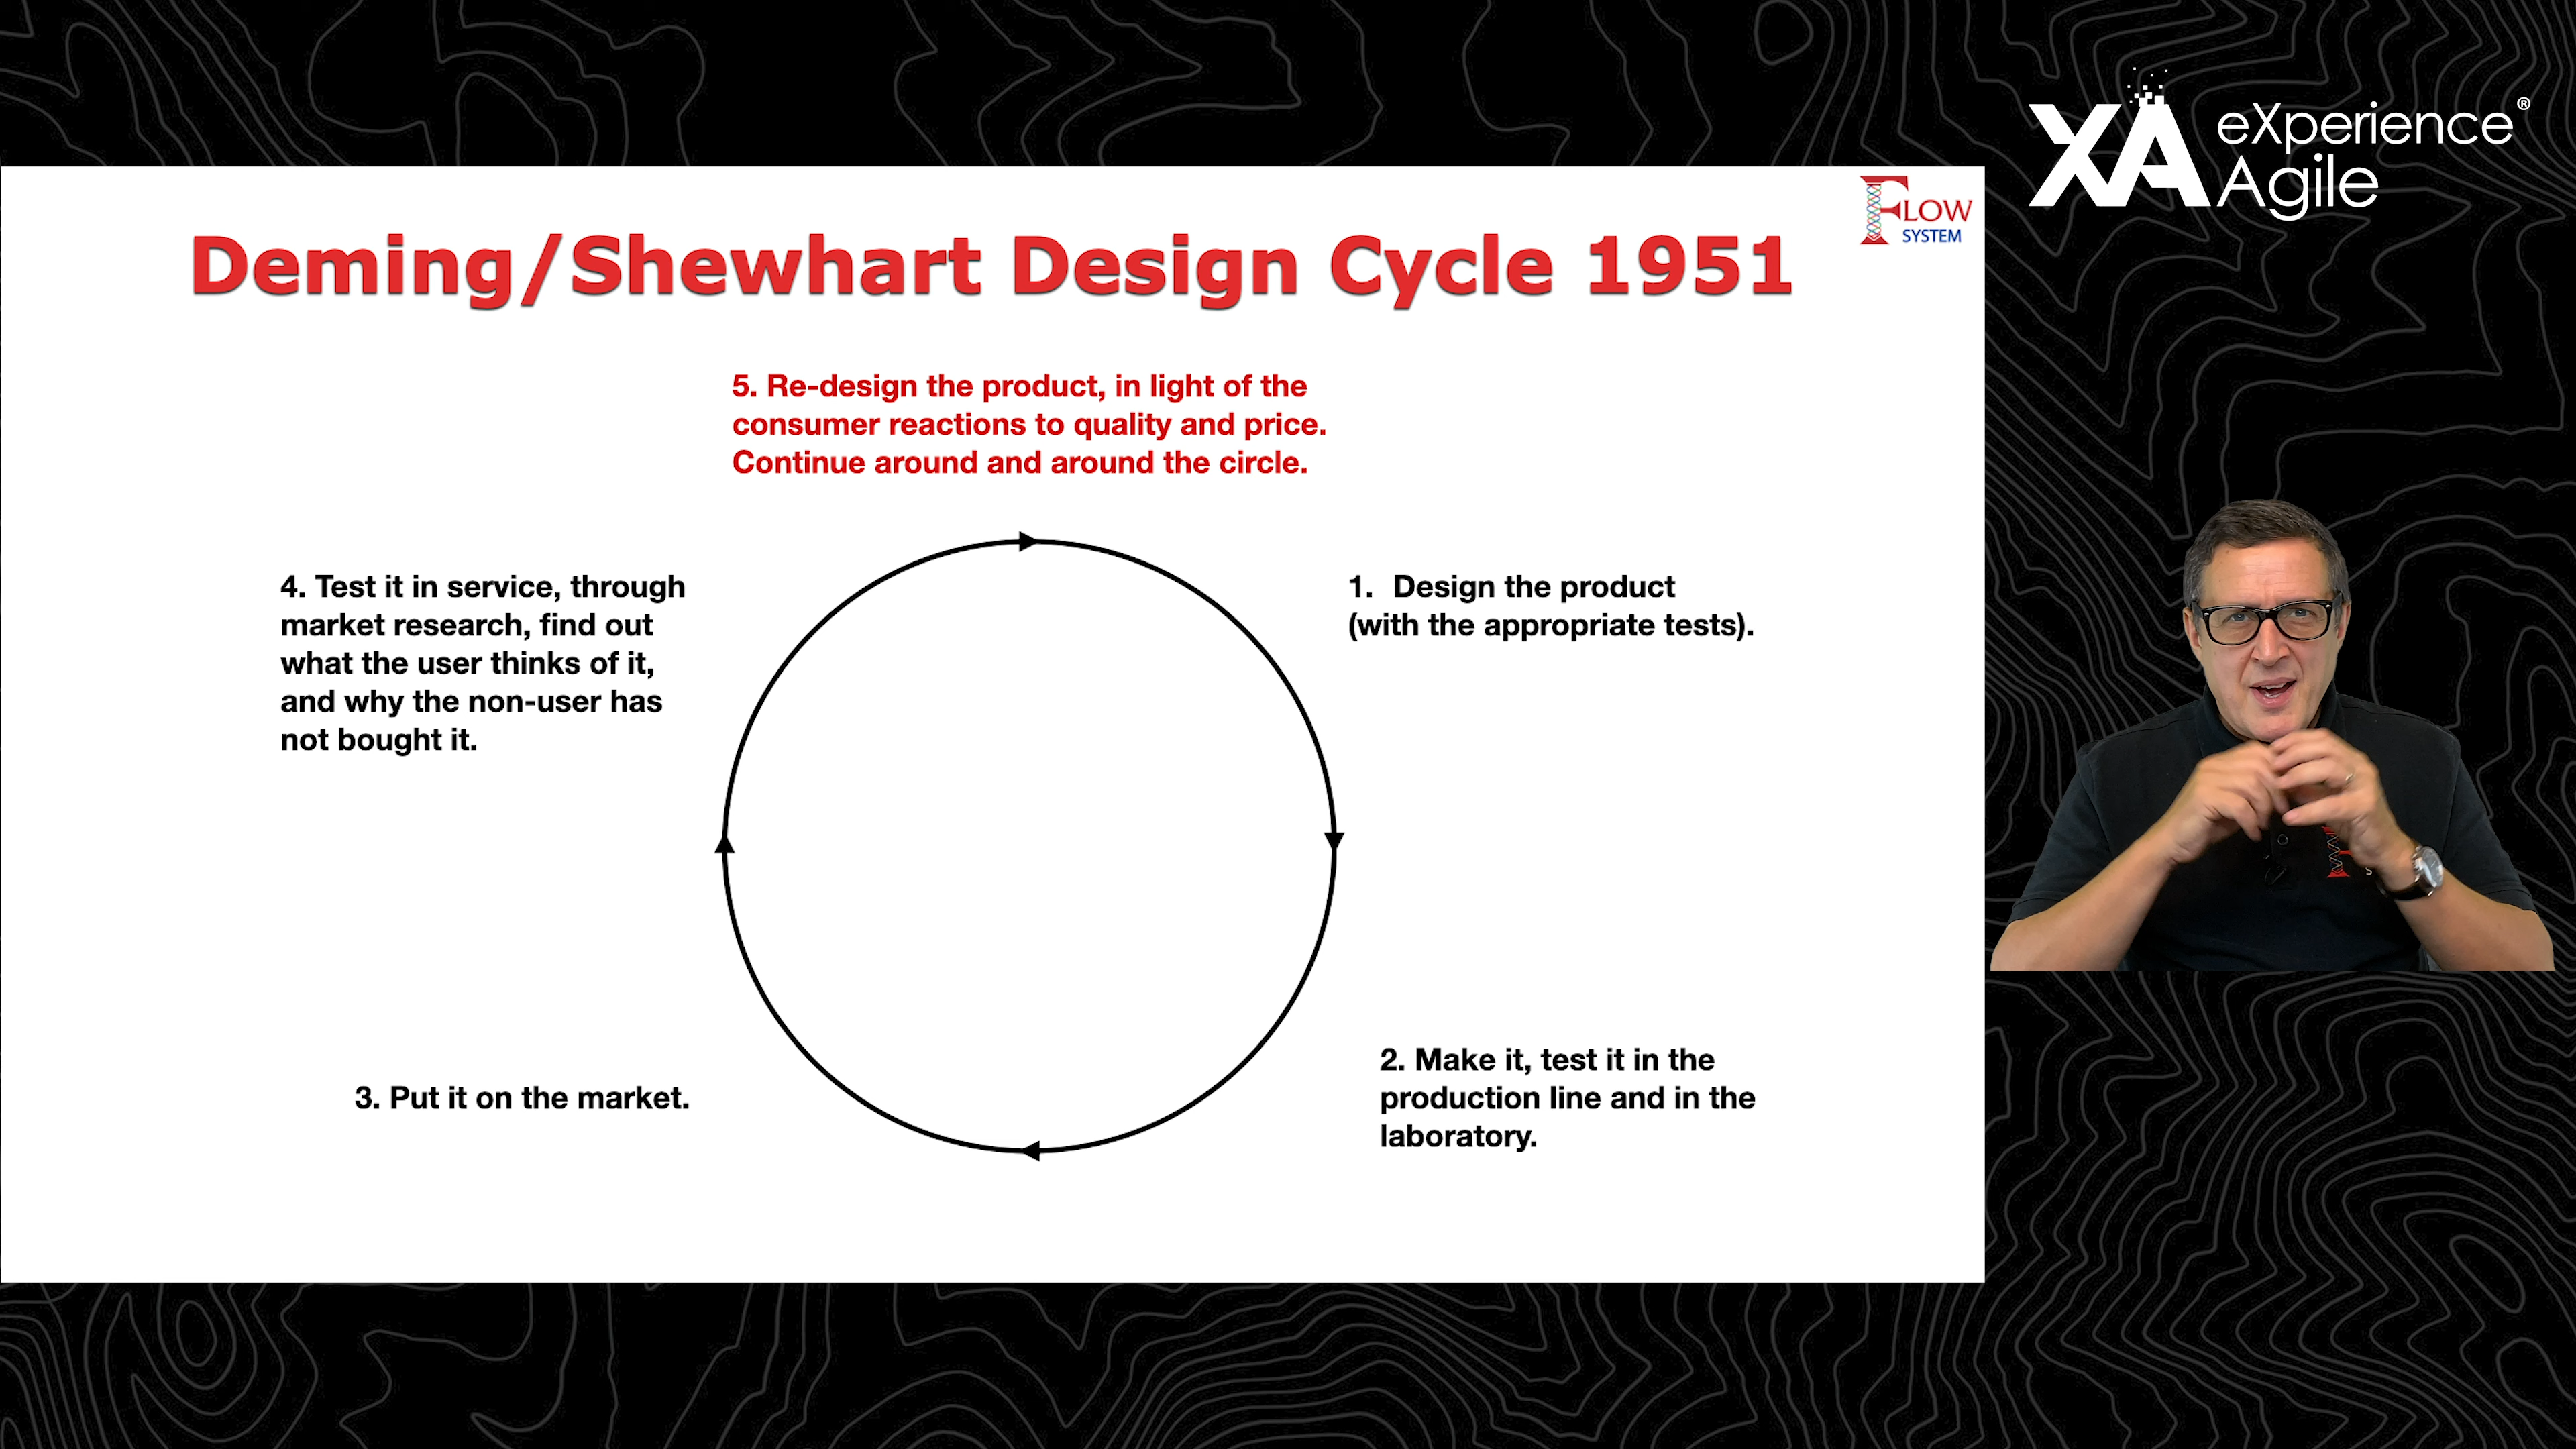 XA eXperience®
Agile
FLOW
SYSTEM
Deming/Shewhart Design Cycle 1951
5. Re-design the product, in light of the
consumer reactions to quality and price.
Continue around and around the circle.
4. Test it in service, through
market research, find out
what the user thinks of it,
and why the non-user has
not bought it.
1. Design the product
(with the appropriate tests).
3. Put it on the market.
2. Make it, test it in the
production line and in the
laboratory.